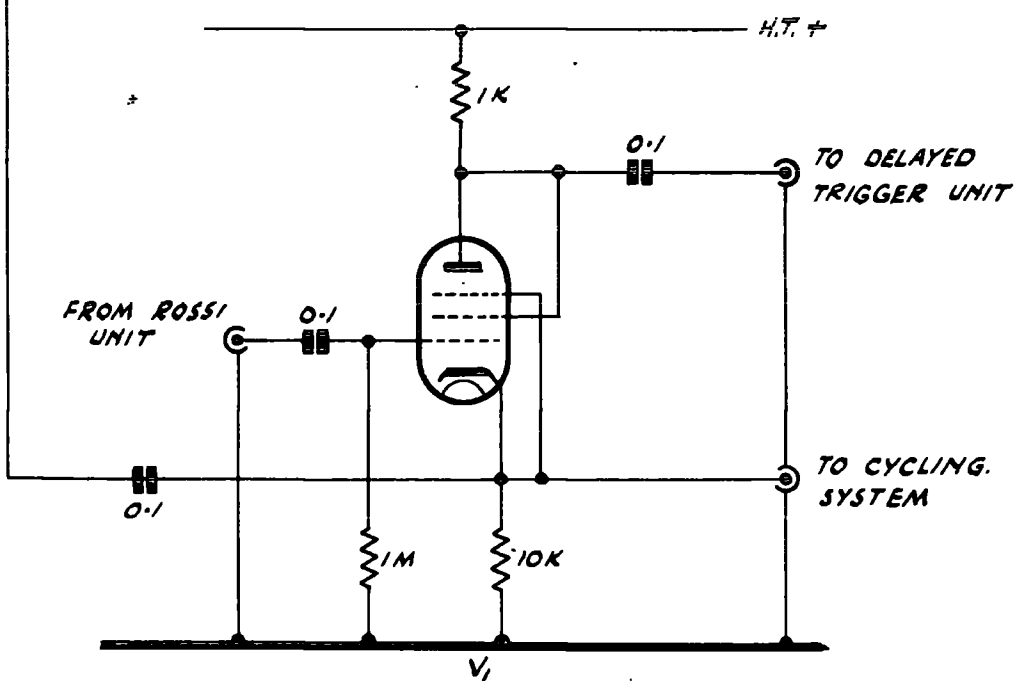 H.T. +
1K
0·1
TO DELAYED
TRIGGER UNIT
FROM ROSSI
UNIT
0·1
TO CYCLING.
SYSTEM
0·1
1M
10K
V1